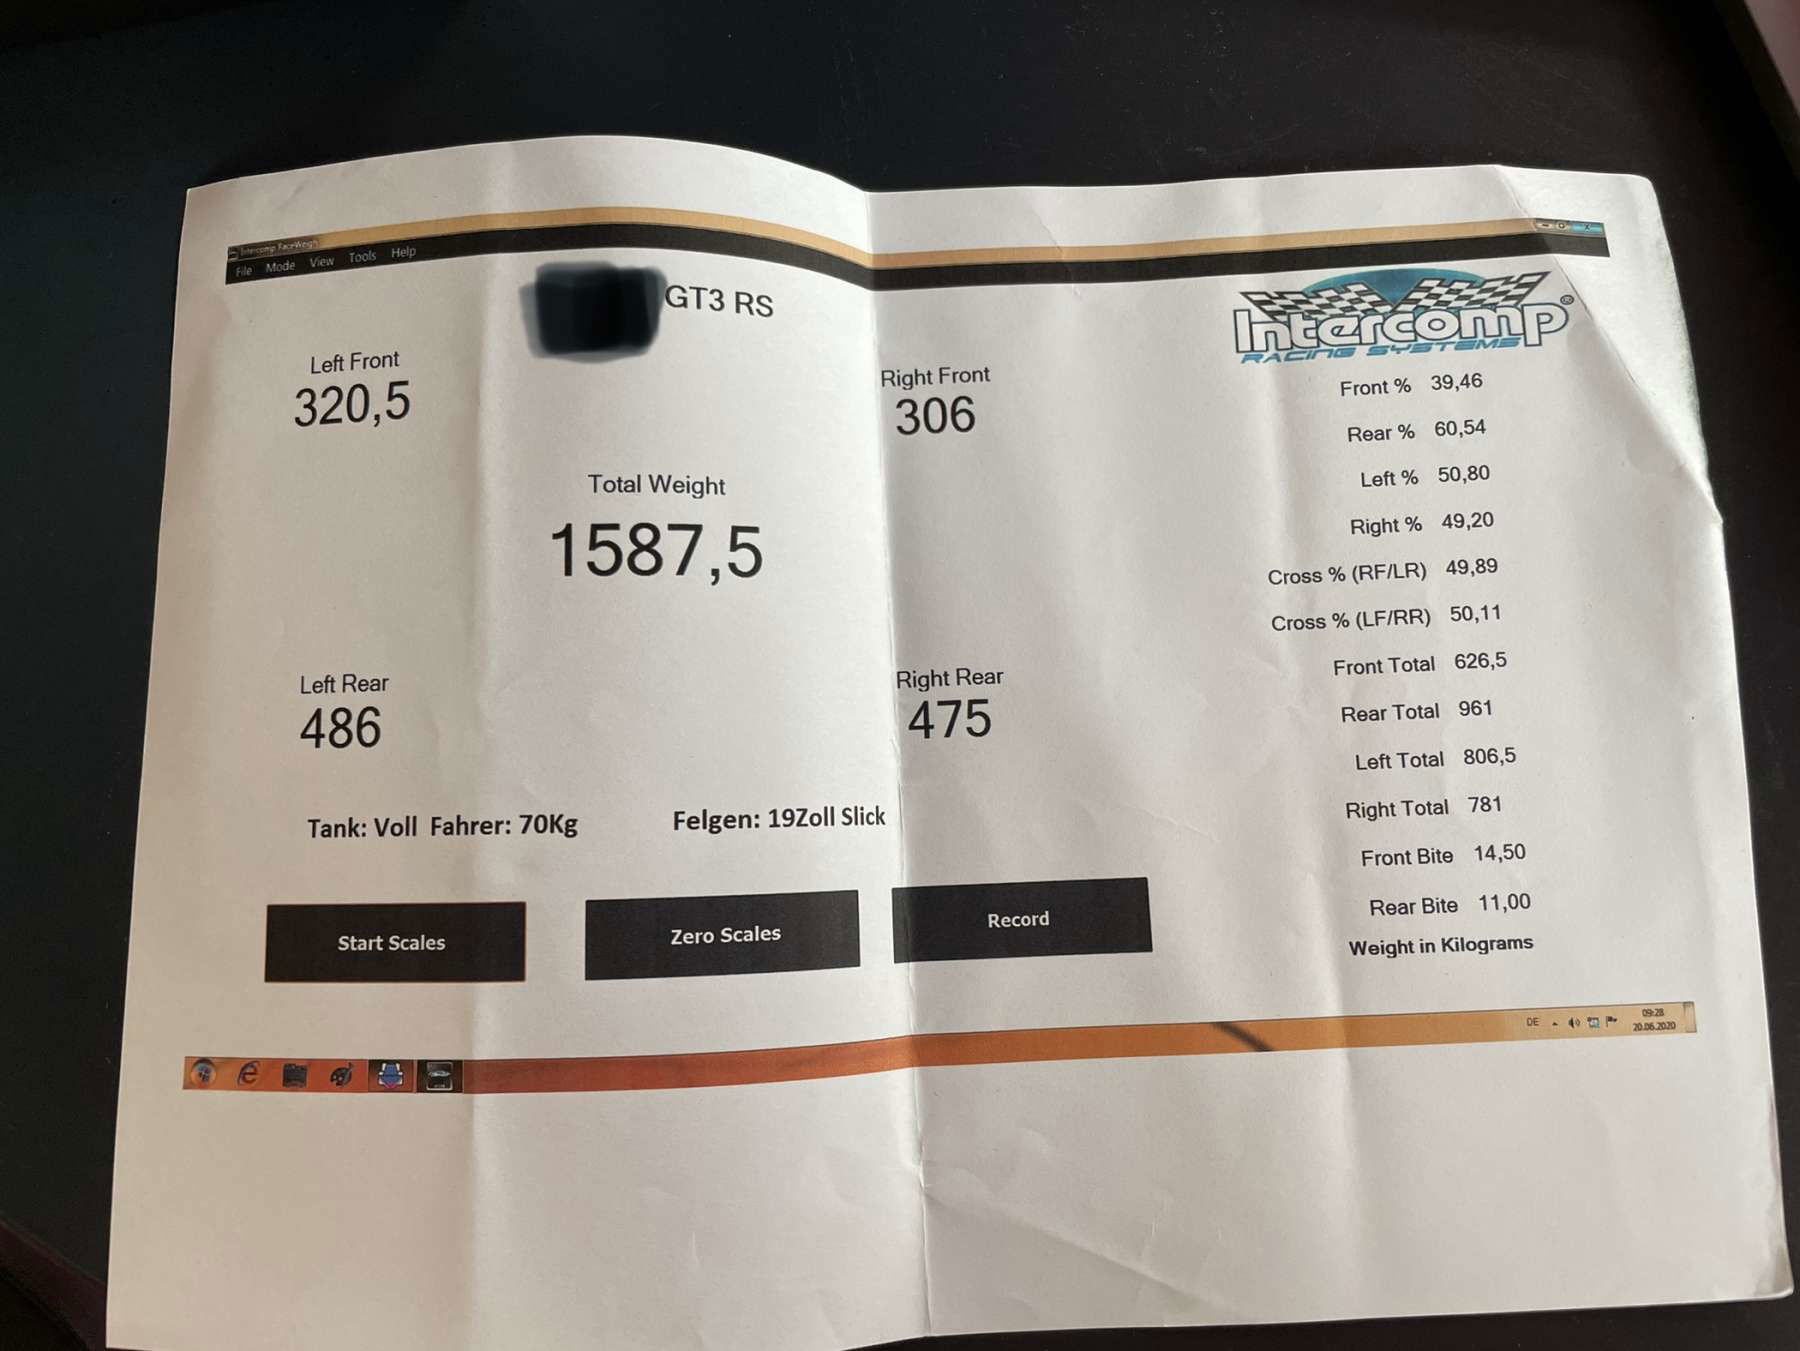 Intercomp RaceWeigh
File Mode View Tools Help
GT3 RS
Intercomp®
RACING SYSTEMS
Left Front
320,5
Right Front
306
Total Weight
1587,5
Left Rear
486
Right Rear
475
Tank: Voll Fahrer: 70Kg
Felgen: 19Zoll Slick
Start Scales
Zero Scales
Record
Front % 39,46
Rear % 60,54
Left % 50,80
Right % 49,20
Cross % (RF/LR) 49,89
Cross % (LF/RR) 50,11
Front Total 626,5
Rear Total 961
Left Total 806,5
Right Total 781
Front Bite 14,50
Rear Bite 11,00
Weight in Kilograms
DE
09:28
20.06.2020